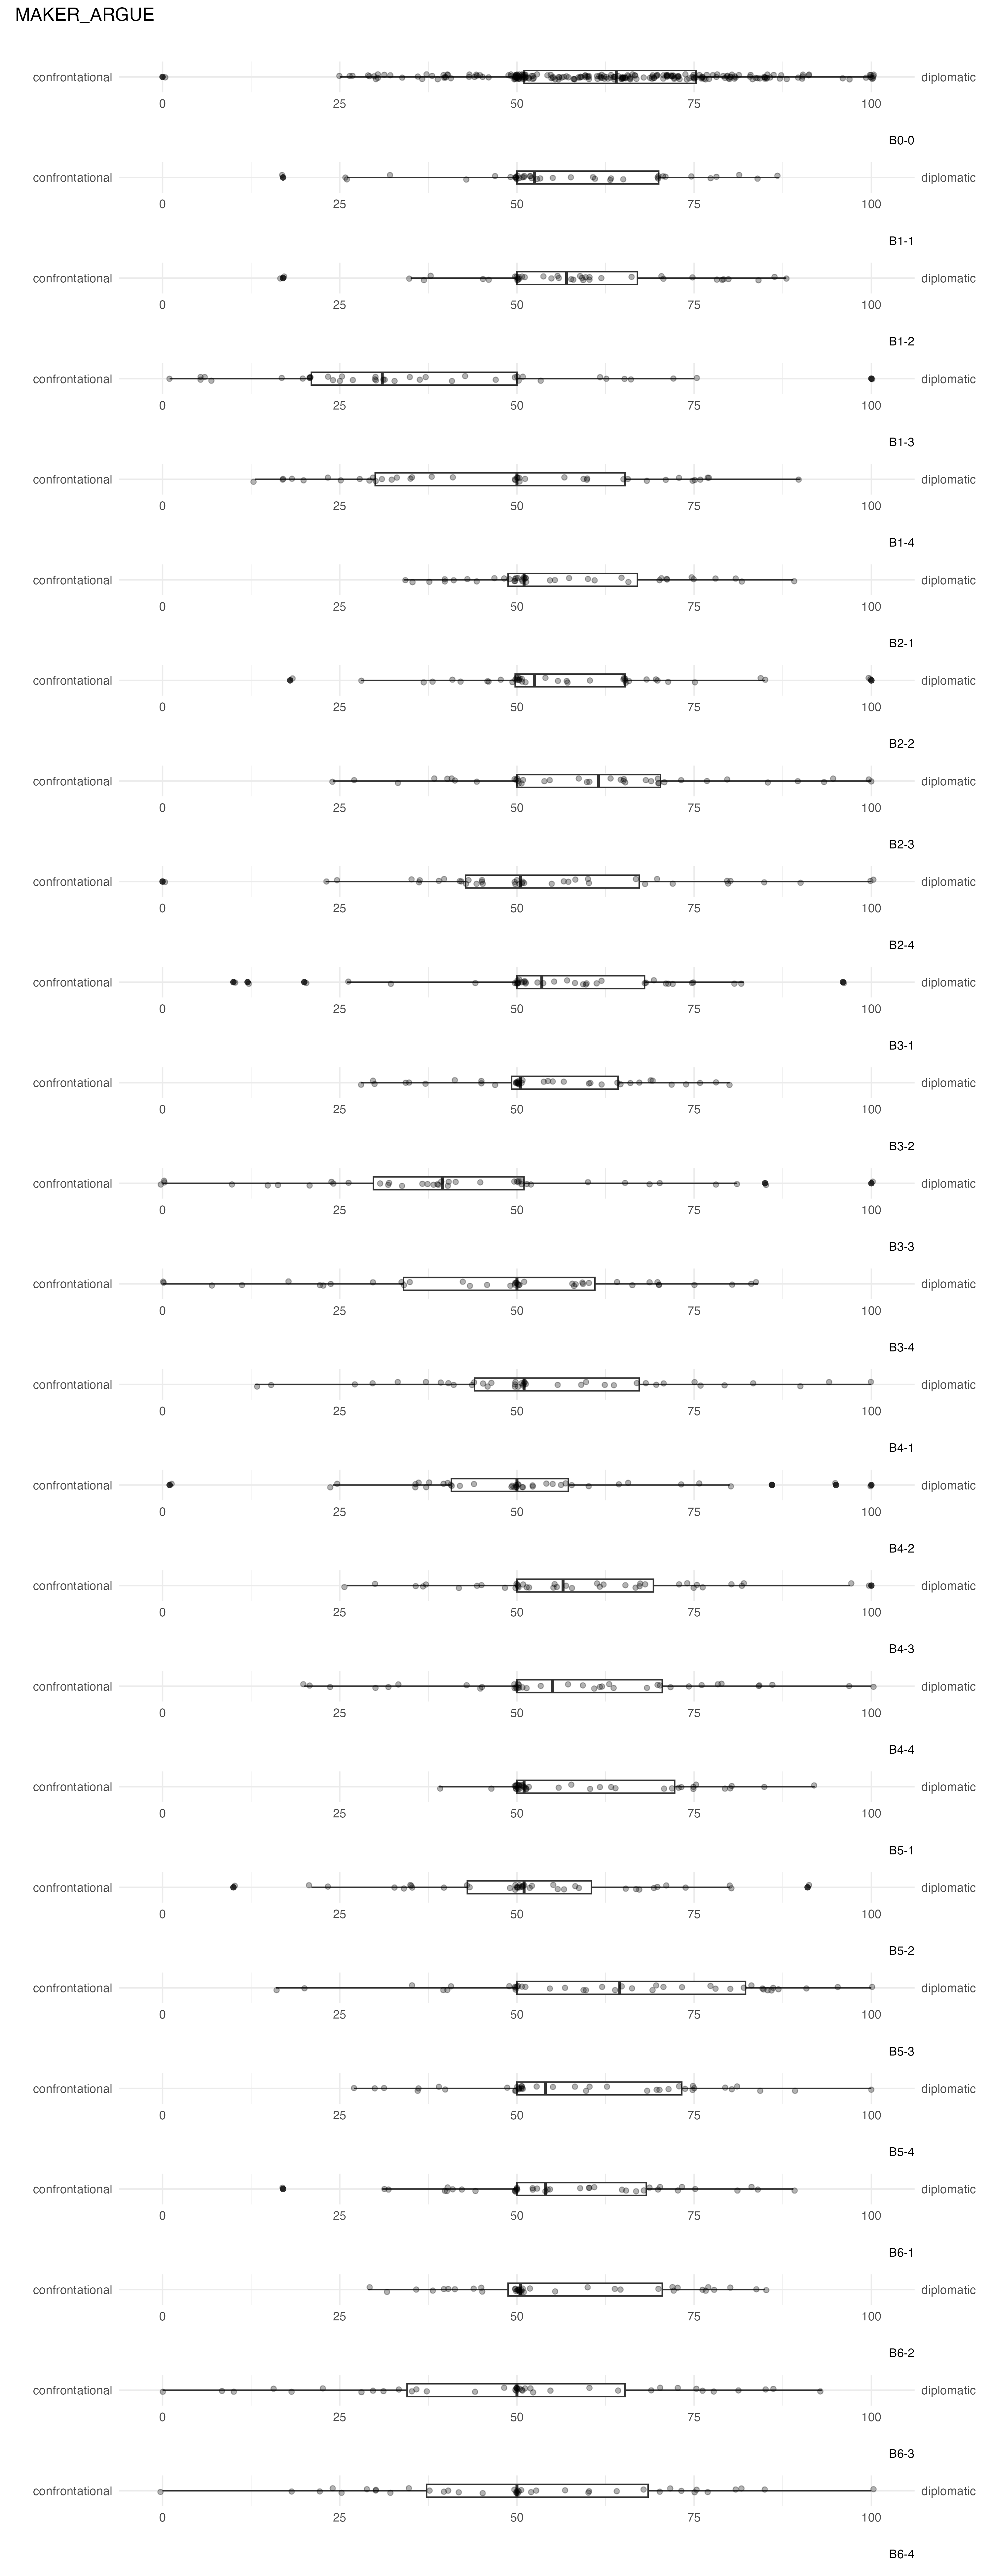 MAKER_ARGUE
confrontational diplomatic
0 25 50 75 100
B0-0
confrontational diplomatic
0 25 50 75 100
B1-1
confrontational diplomatic
0 25 50 75 100
B1-2
confrontational diplomatic
0 25 50 75 100
B1-3
confrontational diplomatic
0 25 50 75 100
B1-4
confrontational diplomatic
0 25 50 75 100
B2-1
confrontational diplomatic
0 25 50 75 100
B2-2
confrontational diplomatic
0 25 50 75 100
B2-3
confrontational diplomatic
0 25 50 75 100
B2-4
confrontational diplomatic
0 25 50 75 100
B3-1
confrontational diplomatic
0 25 50 75 100
B3-2
confrontational diplomatic
0 25 50 75 100
B3-3
confrontational diplomatic
0 25 50 75 100
B3-4
confrontational diplomatic
0 25 50 75 100
B4-1
confrontational diplomatic
0 25 50 75 100
B4-2
confrontational diplomatic
0 25 50 75 100
B4-3
confrontational diplomatic
0 25 50 75 100
B4-4
confrontational diplomatic
0 25 50 75 100
B5-1
confrontational diplomatic
0 25 50 75 100
B5-2
confrontational diplomatic
0 25 50 75 100
B5-3
confrontational diplomatic
0 25 50 75 100
B5-4
confrontational diplomatic
0 25 50 75 100
B6-1
confrontational diplomatic
0 25 50 75 100
B6-2
confrontational diplomatic
0 25 50 75 100
B6-3
confrontational diplomatic
0 25 50 75 100
B6-4